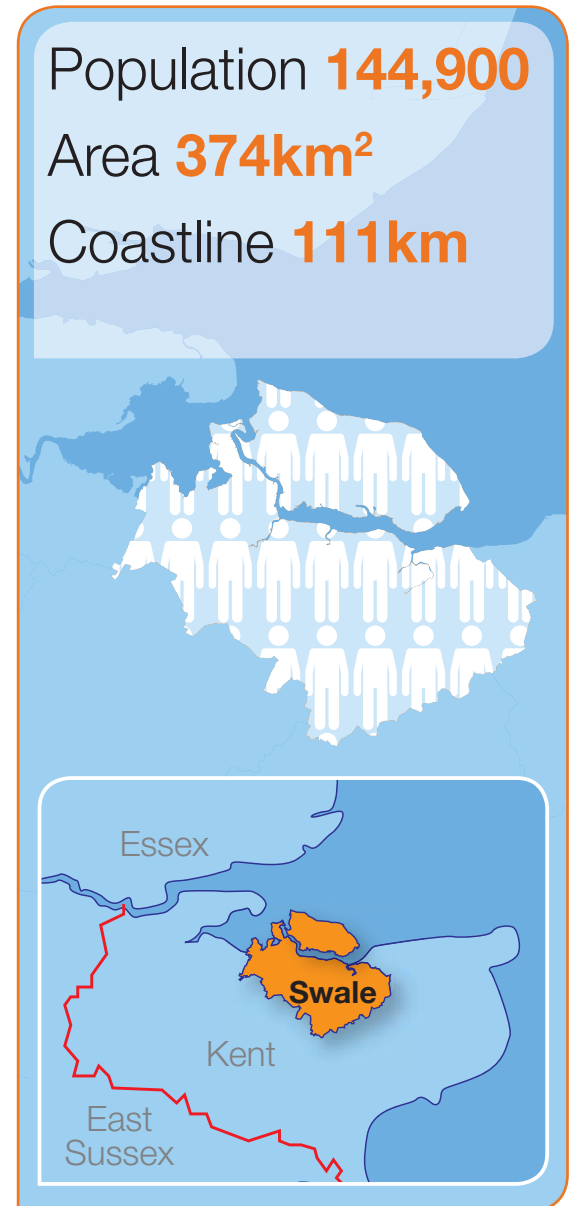 Population 144,900
Area 374km²
Coastline 111km
Essex
Swale
Kent
East
Sussex